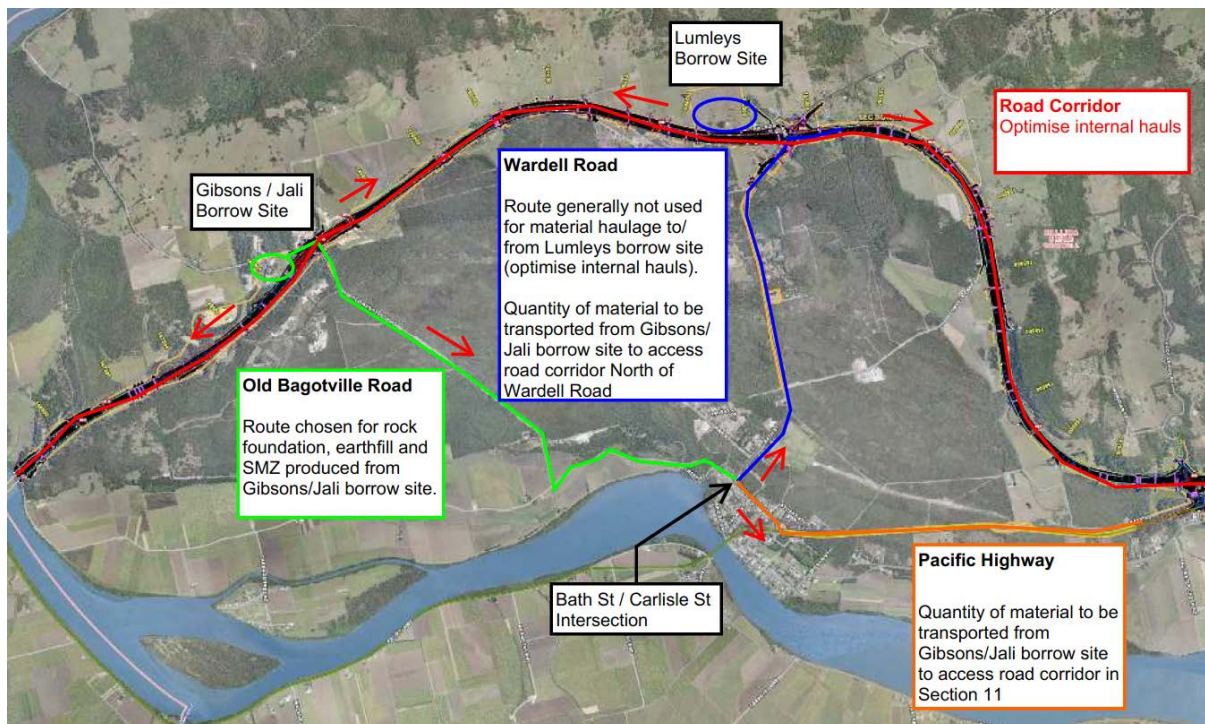 Lumleys
Borrow Site
Road Corridor
Optimise internal hauls
Gibsons / Jali
Borrow Site
Wardell Road
Route generally not used
for material haulage to/
from Lumleys borrow site
(optimise internal hauls).
Quantity of material to be
transported from Gibsons/
Jali borrow site to access
road corridor North of
Wardell Road
Old Bagotville Road
Route chosen for rock
foundation, earthfill and
SMZ produced from
Gibsons/Jali borrow site.
Bath St / Carlisle St
Intersection
Pacific Highway
Quantity of material to be
transported from
Gibsons/Jali borrow site
to access road corridor in
Section 11